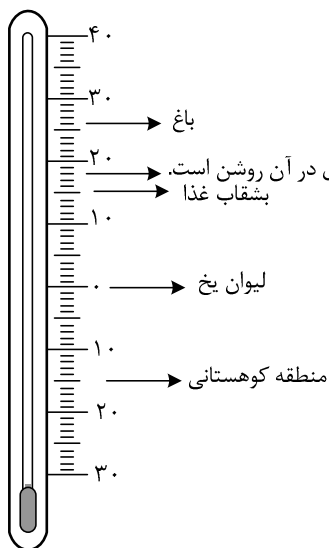 ۴۰
۳۰
باغ
۲۰
در آن روشن است.
بشقاب غذا
۱۰
۰
لیوان یخ
۱۰
منطقه کوهستانی
۲۰
۳۰